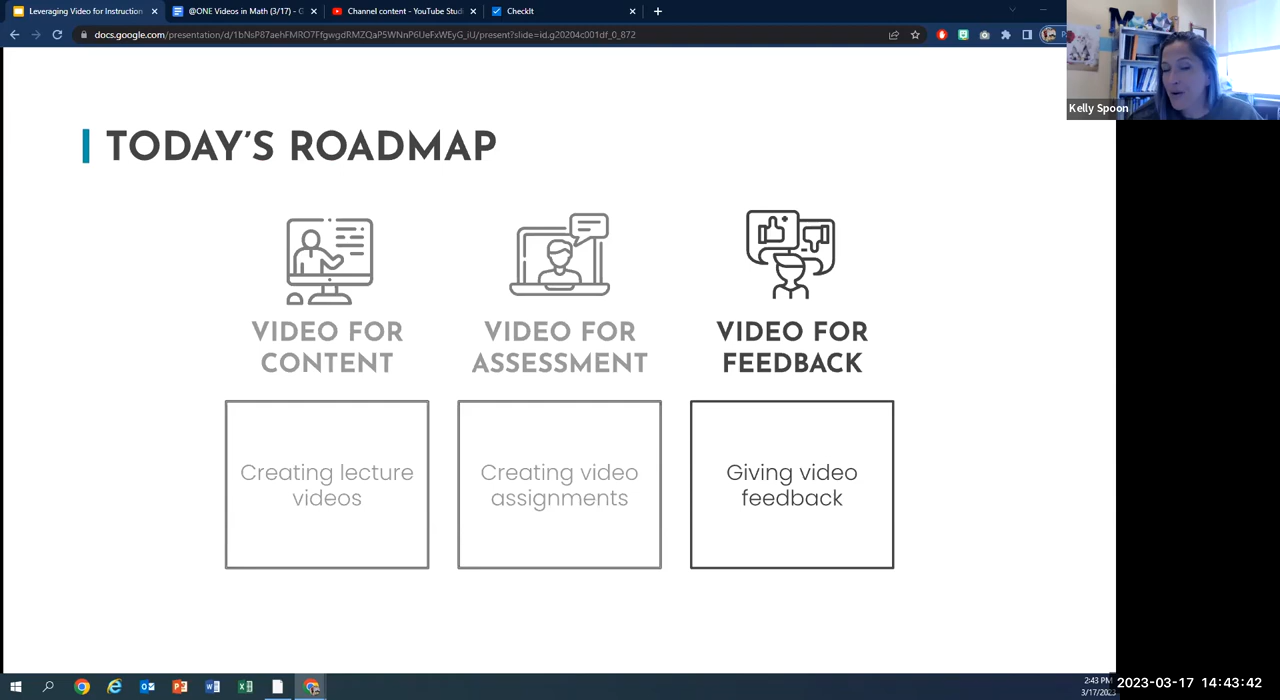 Leveraging Video for Instruction
@ONE Videos in Math (3/17) - G
Channel content - YouTube Stud
CheckIt
docs.google.com/presentation/d/1bNsP87aehFMRO7FfgwgdRMZQaP5WNnP6UeFxWEyG_iU/present?slide=id.g20204c001df_0_872
Kelly Spoon
TODAY'S ROADMAP
VIDEO FOR
CONTENT
VIDEO FOR
ASSESSMENT
VIDEO FOR
FEEDBACK
Creating lecture
videos
Creating video
assignments
Giving video
feedback
2:43 PM
3/17/2023
2023-03-17 14:43:42